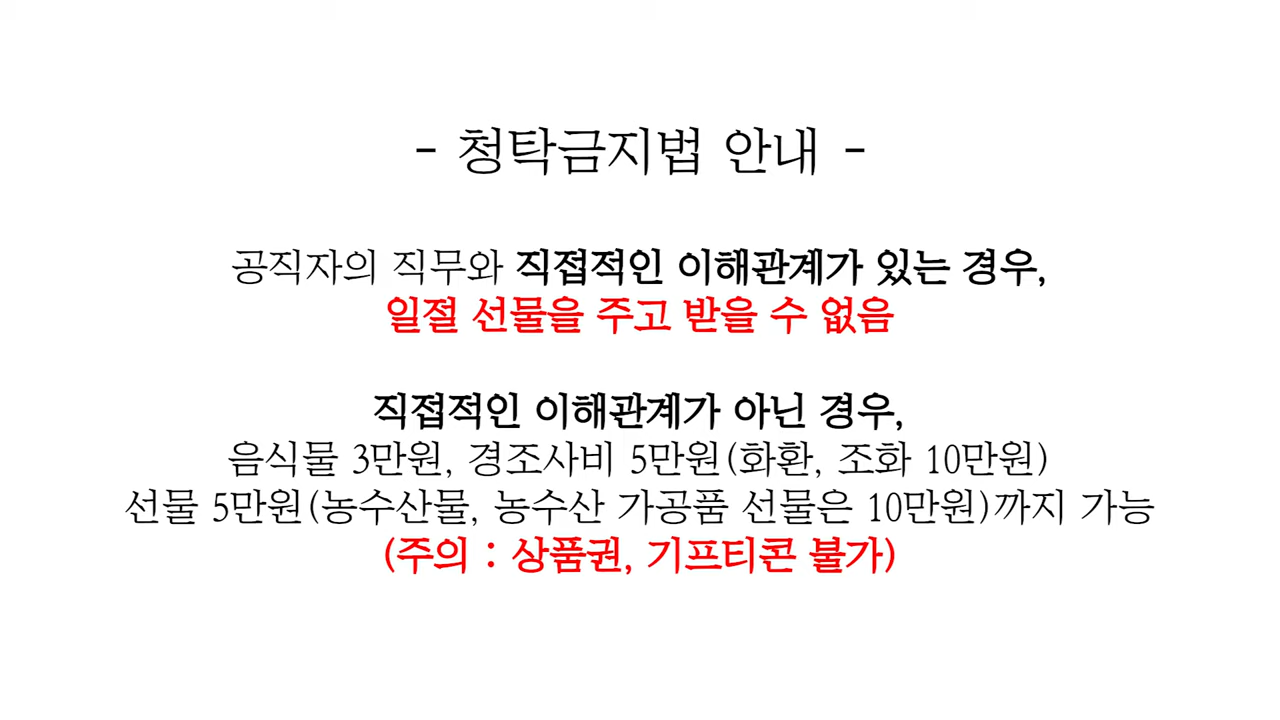 - 청탁금지법 안내 -
공직자의 직무와 직접적인 이해관계가 있는 경우,
일절 선물을 주고 받을 수 없음
직접적인 이해관계가 아닌 경우,
음식물 3만원, 경조사비 5만원(화환, 조화 10만원)
선물 5만원(농수산물, 농수산 가공품 선물은 10만원)까지 가능
(주의 : 상품권, 기프티콘 불가)